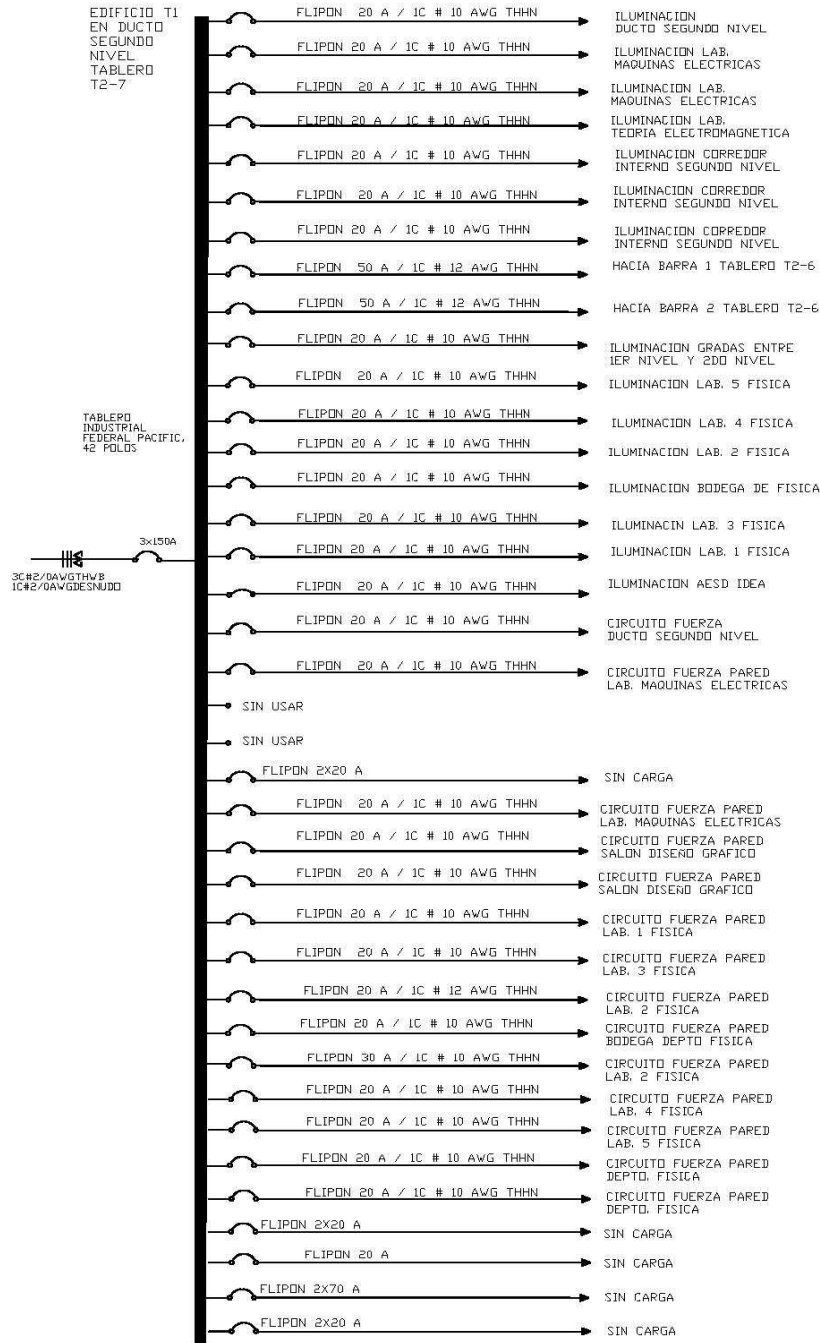 EDIFICIO T1
EN DUCTO
SEGUNDO
NIVEL
TABLERO
T2-7
FLIPON 20 A / 1C # 10 AWG THHN
ILUMINACION
DUCTO SEGUNDO NIVEL
FLIPON 20 A / 1C # 10 AWG THHN
ILUMINACION LAB.
MAQUINAS ELECTRICAS
FLIPON 20 A / 1C # 10 AWG THHN
ILUMINACION LAB.
MAQUINAS ELECTRICAS
FLIPON 20 A / 1C # 10 AWG THHN
ILUMINACION LAB.
TEORIA ELECTROMAGNETICA
FLIPON 20 A / 1C # 10 AWG THHN
ILUMINACION CORREDOR
INTERNO SEGUNDO NIVEL
FLIPON 20 A / 1C # 10 AWG THHN
ILUMINACION CORREDOR
INTERNO SEGUNDO NIVEL
FLIPON 20 A / 1C # 10 AWG THHN
ILUMINACION CORREDOR
INTERNO SEGUNDO NIVEL
FLIPON 50 A / 1C # 12 AWG THHN
HACIA BARRA 1 TABLERO T2-6
FLIPON 50 A / 1C # 12 AWG THHN
HACIA BARRA 2 TABLERO T2-6
FLIPON 20 A / 1C # 10 AWG THHN
ILUMINACION GRADAS ENTRE
1ER NIVEL Y 2DO NIVEL
FLIPON 20 A / 1C # 10 AWG THHN
ILUMINACION LAB. 5 FISICA
TABLERO
INDUSTRIAL
FEDERAL PACIFIC,
42 POLOS
FLIPON 20 A / 1C # 10 AWG THHN
ILUMINACION LAB. 4 FISICA
FLIPON 20 A / 1C # 10 AWG THHN
ILUMINACION LAB. 2 FISICA
FLIPON 20 A / 1C # 10 AWG THHN
ILUMINACION BODEGA DE FISICA
FLIPON 20 A / 1C # 10 AWG THHN
ILUMINACIN LAB. 3 FISICA
3x150A
3C#2/0AWGTHWB
1C#2/0AWGDESNUDO
FLIPON 20 A / 1C # 10 AWG THHN
ILUMINACION LAB. 1 FISICA
FLIPON 20 A / 1C # 10 AWG THHN
ILUMINACION AESD IDEA
FLIPON 20 A / 1C # 10 AWG THHN
CIRCUITO FUERZA
DUCTO SEGUNDO NIVEL
FLIPON 20 A / 1C # 10 AWG THHN
CIRCUITO FUERZA PARED
LAB. MAQUINAS ELECTRICAS
SIN USAR
SIN USAR
FLIPON 2X20 A
SIN CARGA
FLIPON 20 A / 1C # 10 AWG THHN
CIRCUITO FUERZA PARED
LAB. MAQUINAS ELECTRICAS
FLIPON 20 A / 1C # 10 AWG THHN
CIRCUITO FUERZA PARED
SALON DISEÑO GRAFICO
FLIPON 20 A / 1C # 10 AWG THHN
CIRCUITO FUERZA PARED
SALON DISEÑO GRAFICO
FLIPON 20 A / 1C # 10 AWG THHN
CIRCUITO FUERZA PARED
LAB. 1 FISICA
FLIPON 20 A / 1C # 10 AWG THHN
CIRCUITO FUERZA PARED
LAB. 3 FISICA
FLIPON 20 A / 1C # 12 AWG THHN
CIRCUITO FUERZA PARED
LAB. 2 FISICA
FLIPON 20 A / 1C # 10 AWG THHN
CIRCUITO FUERZA PARED
BODEGA DEPTO FISICA
FLIPON 30 A / 1C # 10 AWG THHN
CIRCUITO FUERZA PARED
LAB. 2 FISICA
FLIPON 20 A / 1C # 10 AWG THHN
CIRCUITO FUERZA PARED
LAB. 4 FISICA
FLIPON 20 A / 1C # 10 AWG THHN
CIRCUITO FUERZA PARED
LAB. 5 FISICA
FLIPON 20 A / 1C # 10 AWG THHN
CIRCUITO FUERZA PARED
DEPTO. FISICA
FLIPON 20 A / 1C # 10 AWG THHN
CIRCUITO FUERZA PARED
DEPTO. FISICA
FLIPON 2X20 A
SIN CARGA
FLIPON 20 A
SIN CARGA
FLIPON 2X70 A
SIN CARGA
FLIPON 2X20 A
SIN CARGA